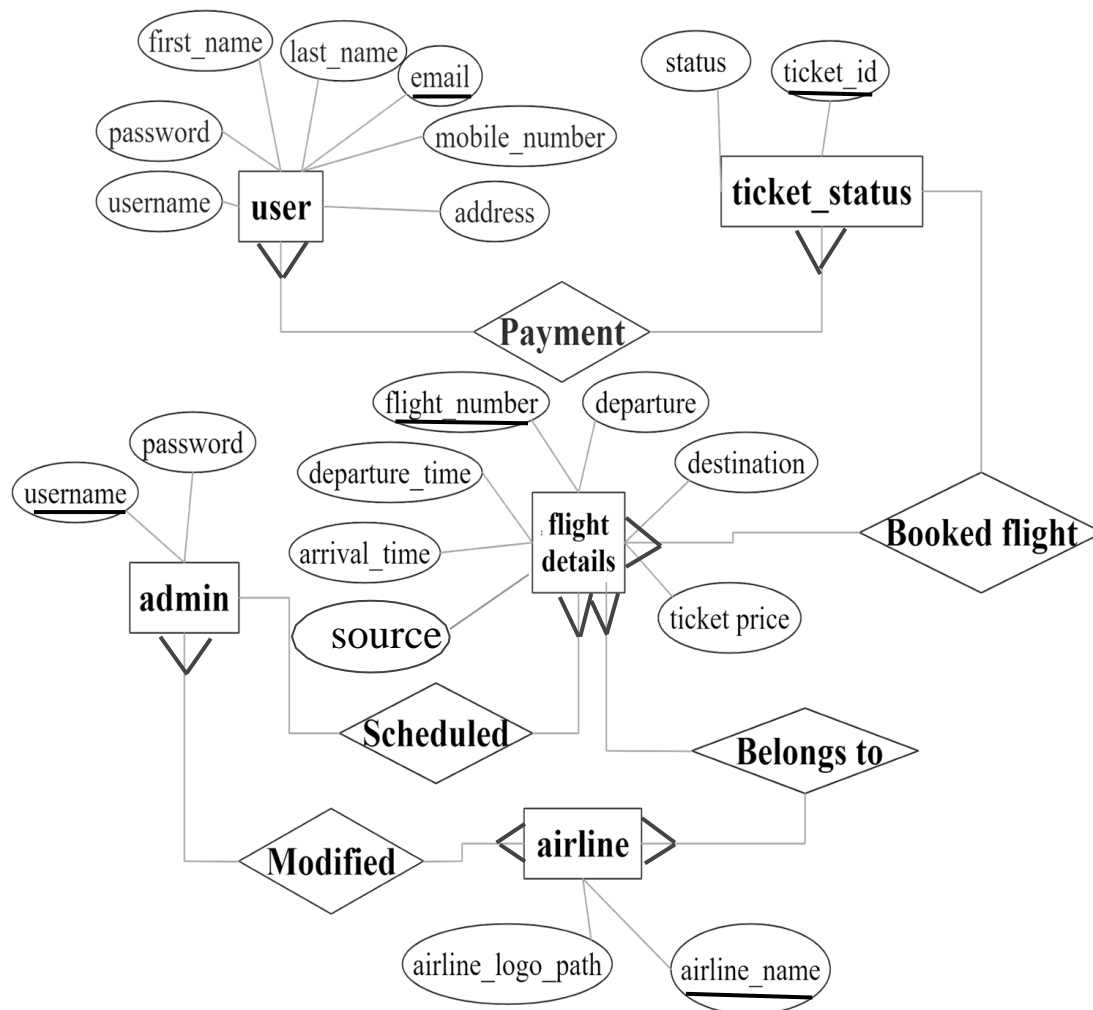 first_name
last_name
email
status
ticket_id
password
mobile_number
username
user
address
ticket_status
Payment
flight_number
departure
password
departure_time
destination
username
flight
details
Booked flight
arrival_time
admin
source
ticket price
Scheduled
Belongs to
Modified
airline
airline_logo_path
airline_name